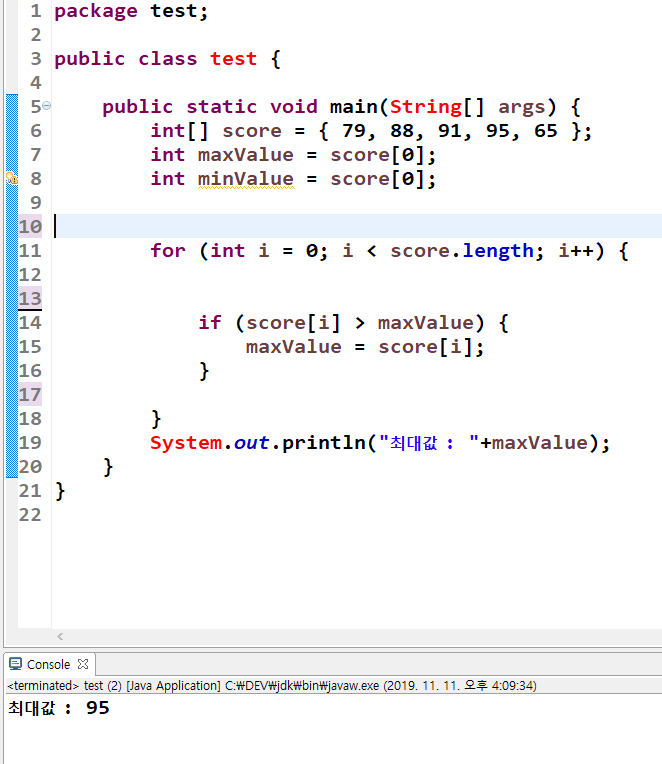 1 package test;
2
3 public class test {
4
5 public static void main(String[] args) {
6 int[] score = { 79, 88, 91, 95, 65 };
7 int maxValue = score[0];
8 int minValue = score[0];
9
10
11 for (int i = 0; i < score.length; i++) {
12
13
14 if (score[i] > maxValue) {
15 maxValue = score[i];
16 }
17
18 }
19 System.out.println("최대값 : "+maxValue);
20 }
21 }
22
Console
<terminated> test (2) [Java Application] C:₩DEV₩jdk₩bin₩javaw.exe (2019. 11. 11. 오후 4:09:34)
최대값 : 95